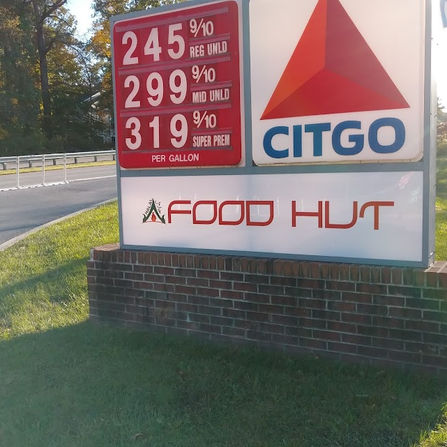 245 9/10
REG UNLD
299 9/10
MID UNLD
319 9/10
SUPER PREM
PER GALLON
CITGO
FOOD HUT